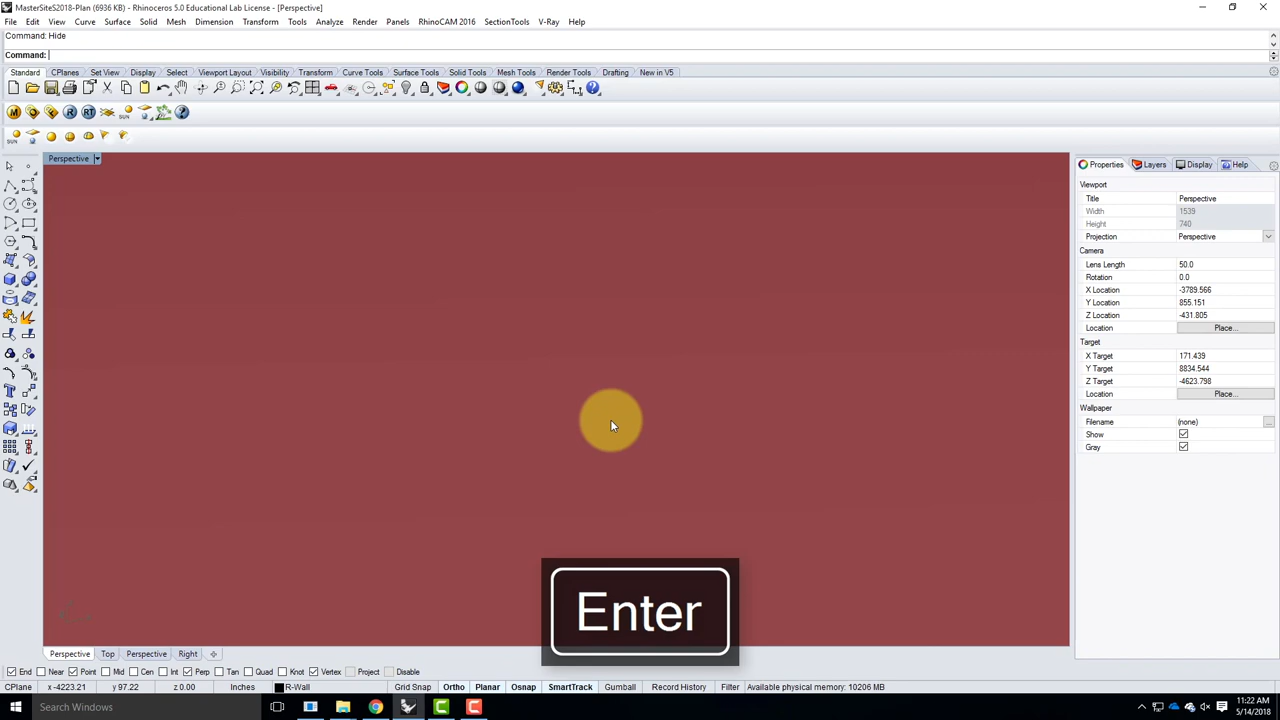 MasterSiteS2018-Plan (6936 KB) - Rhinoceros 5.0 Educational Lab License - [Perspective]
File Edit View Curve Surface Solid Mesh Dimension Transform Tools Analyze Render Panels RhinoCAM 2016 SectionTools V-Ray Help
Command: Hide
Command:
Standard CPlanes Set View Display Select Viewport Layout Visibility Transform Curve Tools Surface Tools Solid Tools Mesh Tools Render Tools Drafting New in V5
M R RT SUN
SUN
Perspective
Properties Layers Display Help
Viewport
Title Perspective
Width 1539
Height 740
Projection Perspective
Camera
Lens Length 50.0
Rotation 0.0
X Location -3789.566
Y Location 855.151
Z Location -431.805
Location Place...
Target
X Target 171.439
Y Target 8834.544
Z Target -4623.798
Location Place...
Wallpaper
Filename (none) ...
Show
Gray
Enter
Perspective Top Perspective Right
End Near Point Mid Cen Int Perp Tan Quad Knot Vertex Project Disable
CPlane x -4223.21 y 97.22 z 0.00 Inches R-Wall Grid Snap Ortho Planar Osnap SmartTrack Gumball Record History Filter Available physical memory: 10206 MB
Search Windows
11:22 AM
5/14/2018